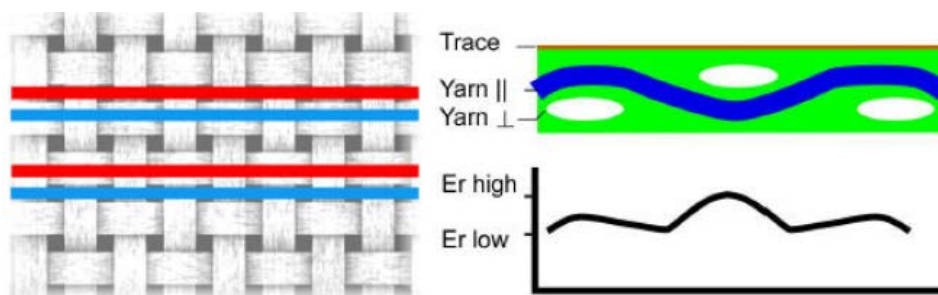 Trace
Yarn ||
Yarn ⊥
Er high
Er low